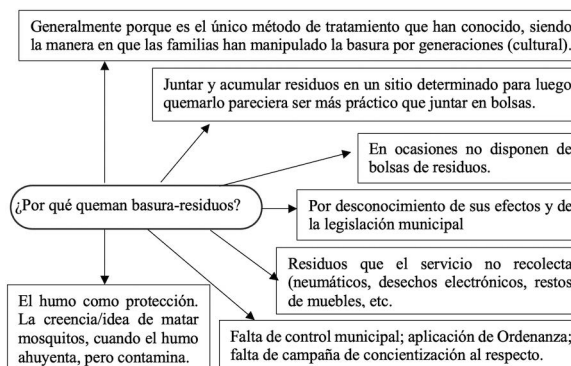 Generalmente porque es el único método de tratamiento que han conocido, siendo
la manera en que las familias han manipulado la basura por generaciones (cultural).
Juntar y acumular residuos en un sitio determinado para luego
quemarlo pareciera ser más práctico que juntar en bolsas.
En ocasiones no disponen de
bolsas de residuos.
¿Por qué queman basura-residuos?
Por desconocimiento de sus efectos y de
la legislación municipal
Residuos que el servicio no recolecta
(neumáticos, desechos electrónicos, restos
de muebles, etc.
El humo como protección.
La creencia/idea de matar
mosquitos, cuando el humo
ahuyenta, pero contamina.
Falta de control municipal; aplicación de Ordenanza;
falta de campaña de concientización al respecto.